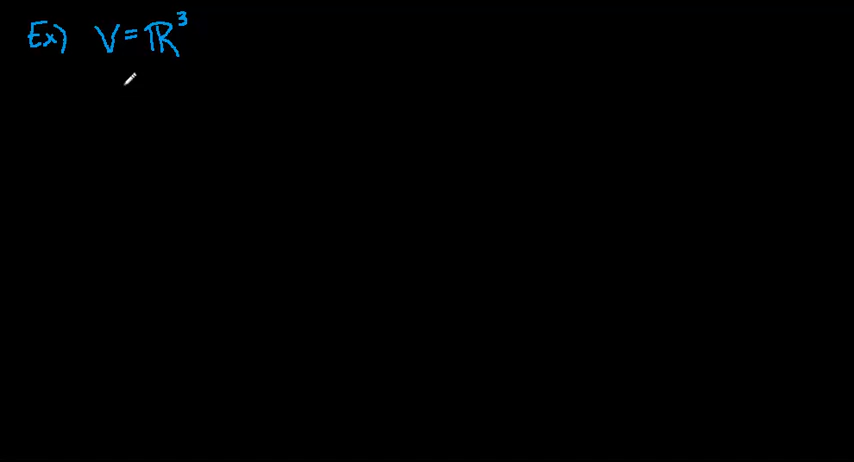 Ex) V = ℝ³